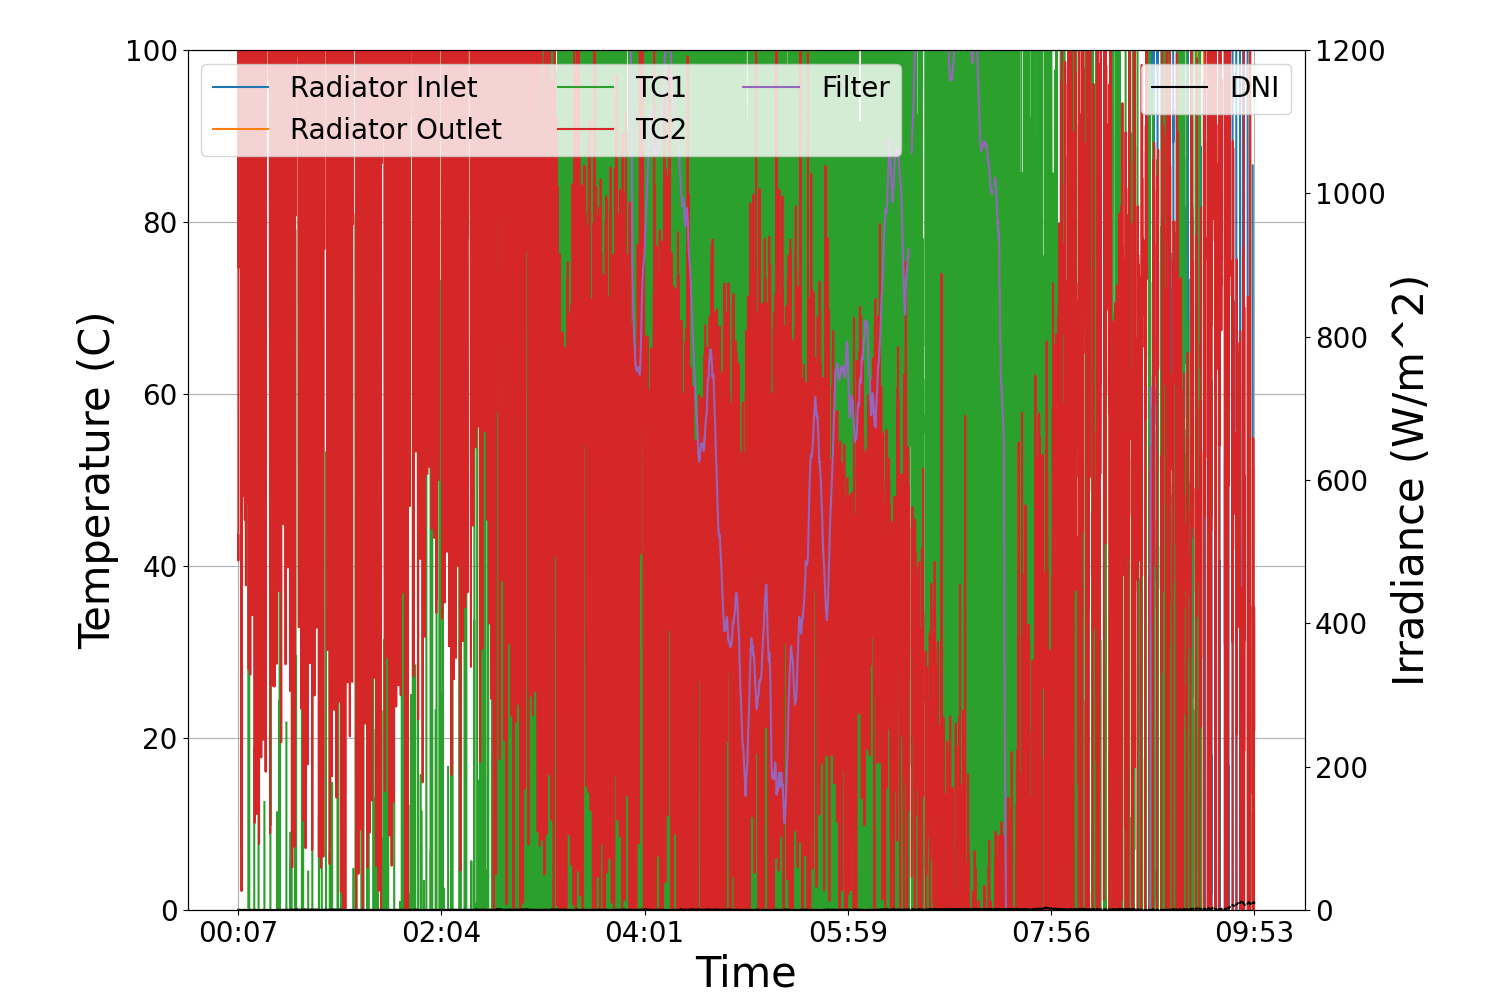 Radiator Inlet
Radiator Outlet
TC1
TC2
Filter
DNI
Temperature (C)
100
80
60
40
20
0
Irradiance (W/m^2)
1200
1000
800
600
400
200
0
00:07 02:04 04:01 05:59 07:56 09:53
Time